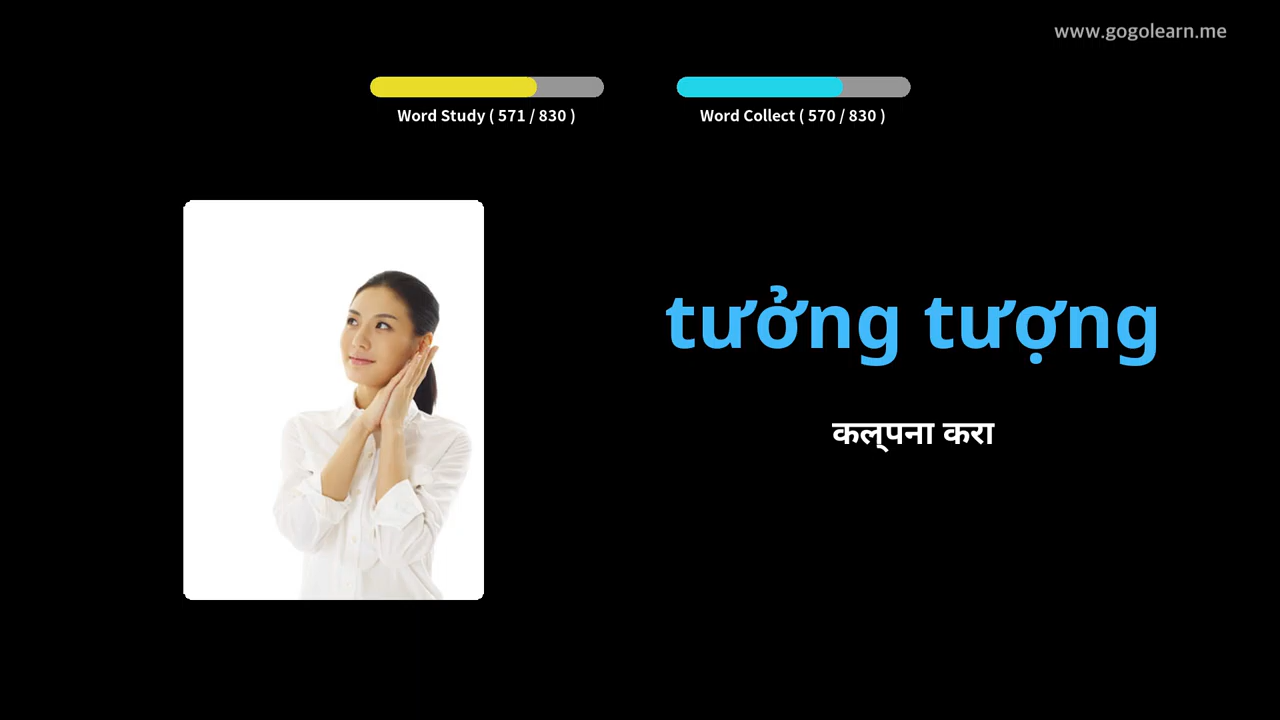 www.gogolearn.me
Word Study ( 571 / 830 )
Word Collect ( 570 / 830 )
tưởng tượng
कल्पना करा